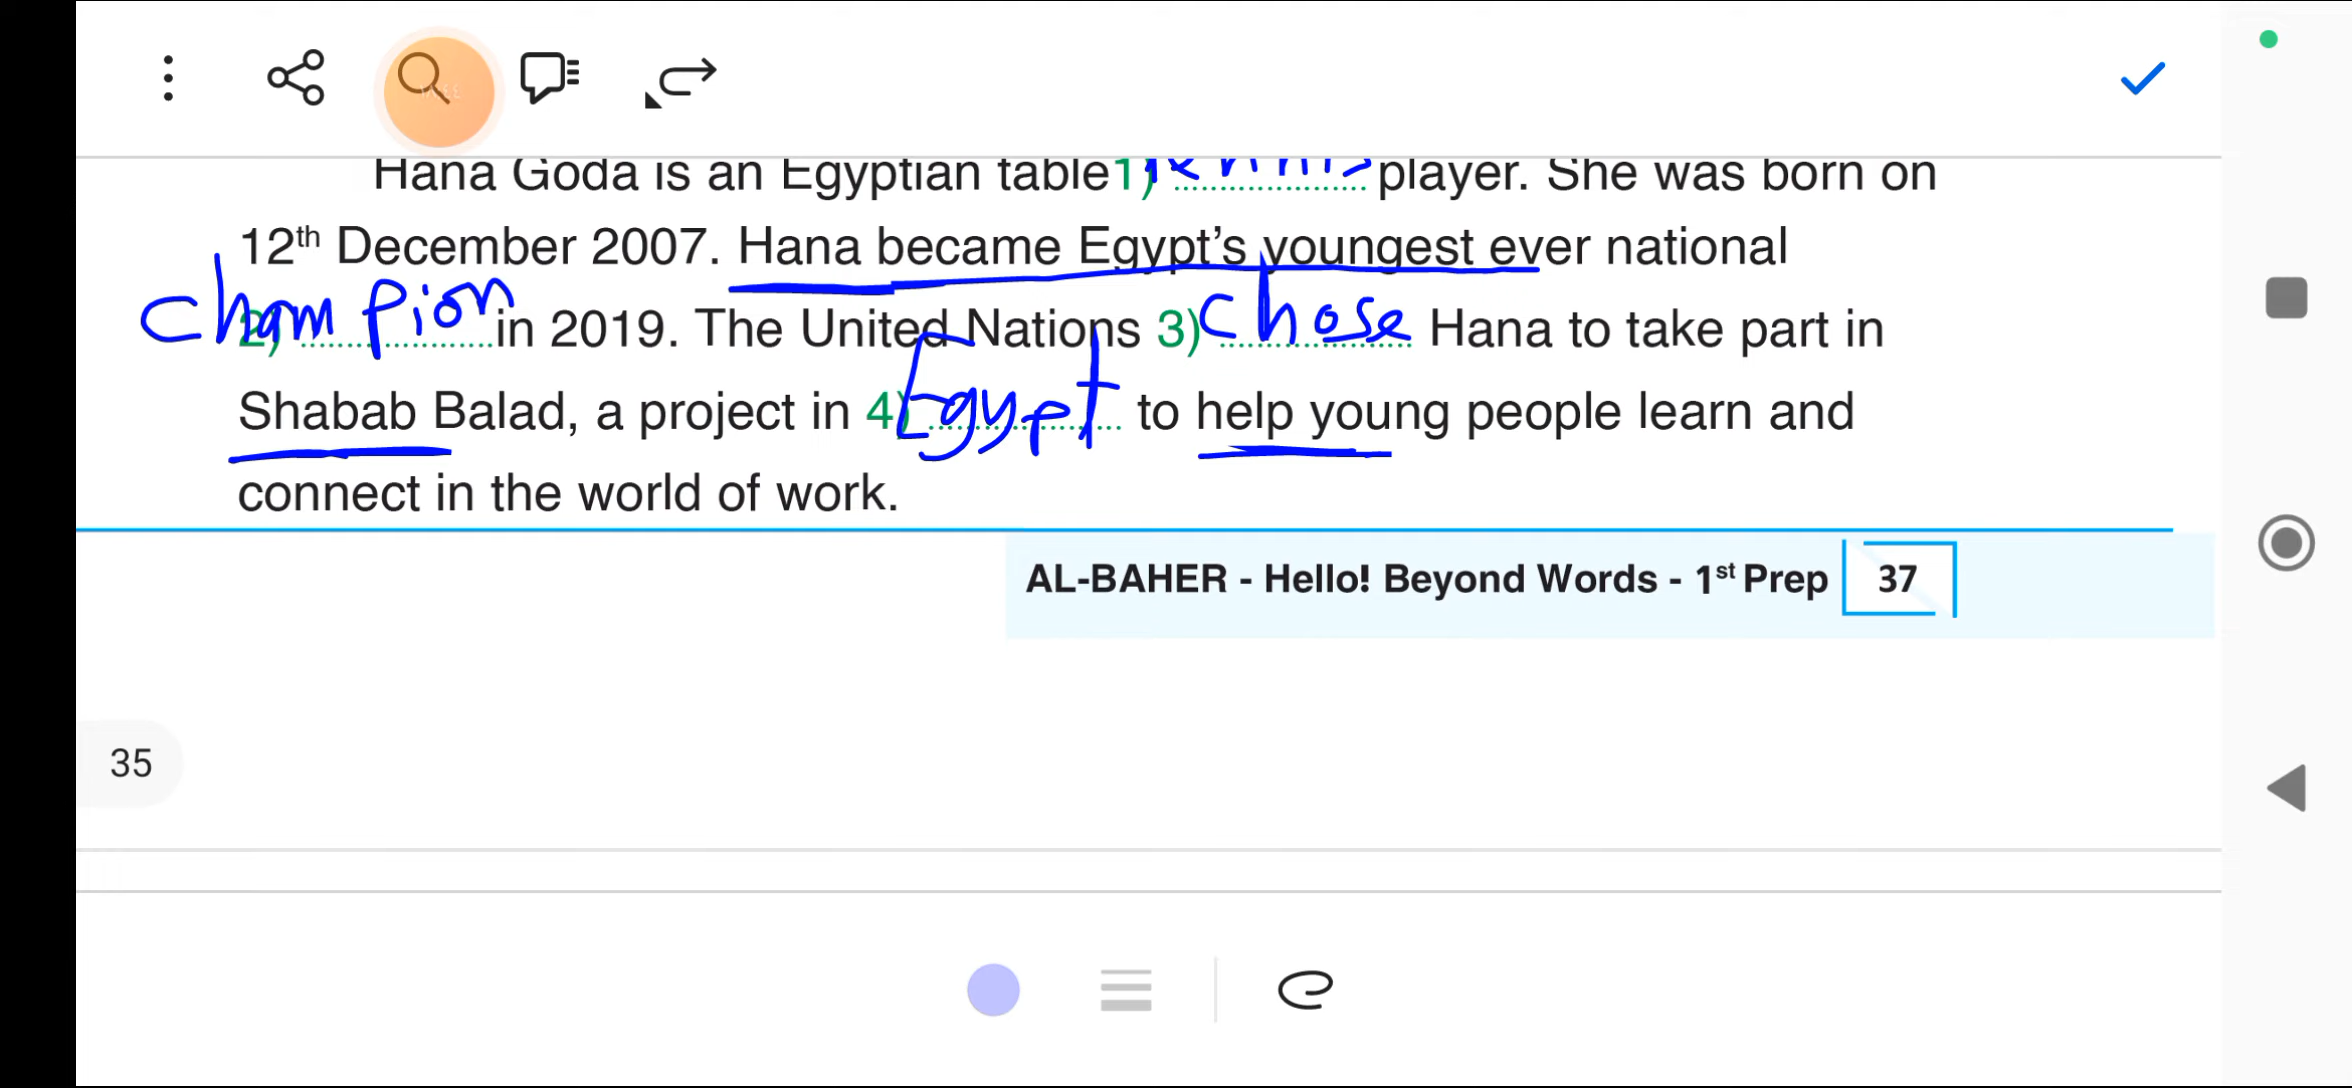 Hana Goda is an Egyptian table 1) tennis player. She was born on
12th December 2007. Hana became Egypt's youngest ever national
2) champion in 2019. The United Nations 3) chose Hana to take part in
Shabab Balad, a project in 4) Egypt to help young people learn and
connect in the world of work.
AL-BAHER - Hello! Beyond Words - 1st Prep 37
35